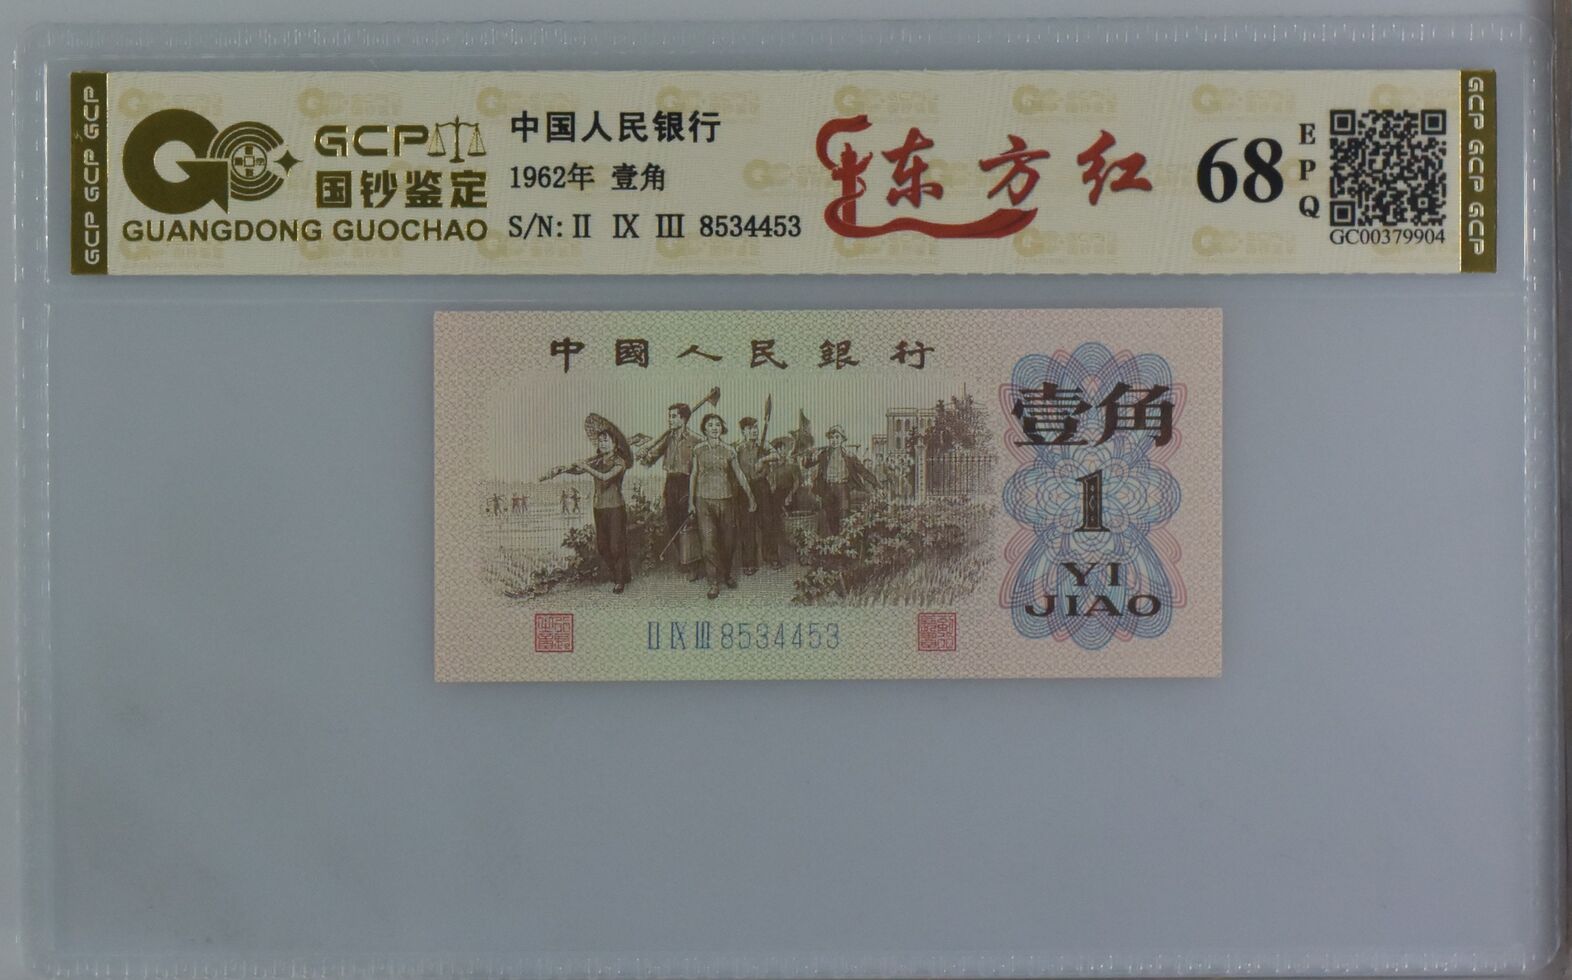 GCP GCP GCP
GCP
国钞鉴定
GUANGDONG GUOCHAO
中国人民银行
1962年 壹角
S/N: II IX III 8534453
东方红
68
EPQ
GC00379904
GCP GCP GCP
中國人民銀行
壹角
1
YI
JIAO
II IX III 8534453